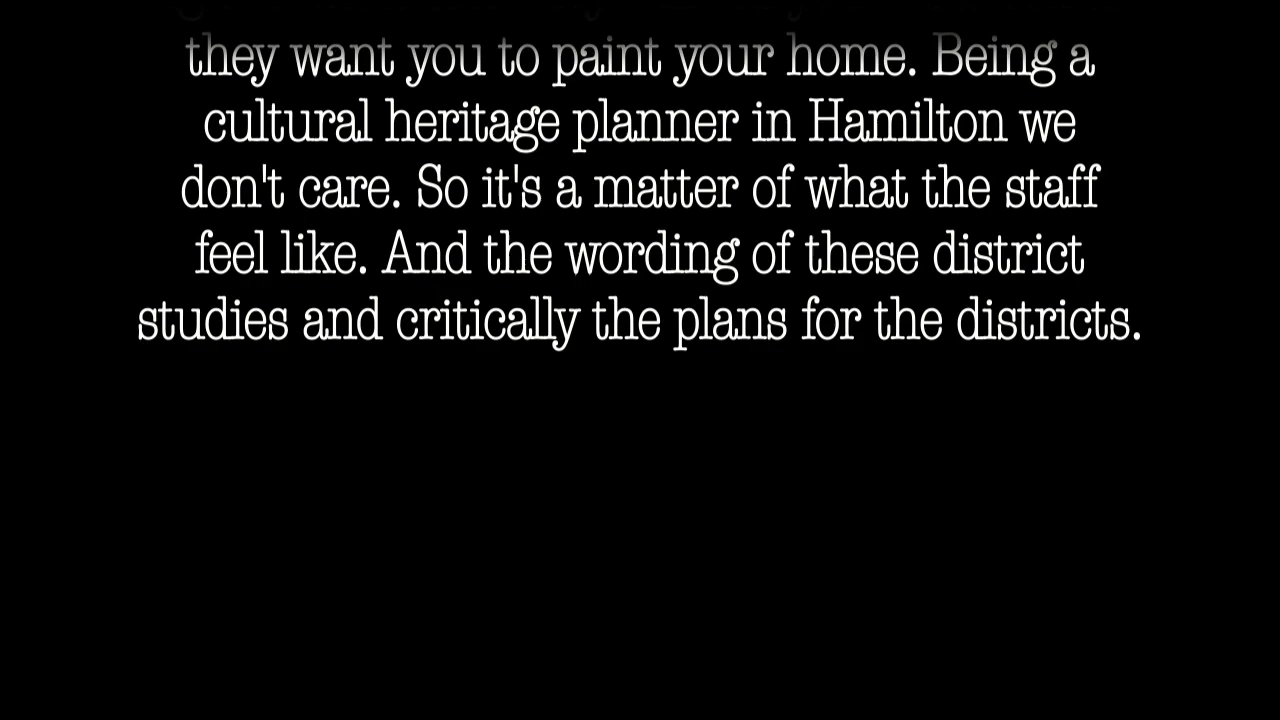 they want you to paint your home. Being a
cultural heritage planner in Hamilton we
don't care. So it's a matter of what the staff
feel like. And the wording of these district
studies and critically the plans for the districts.